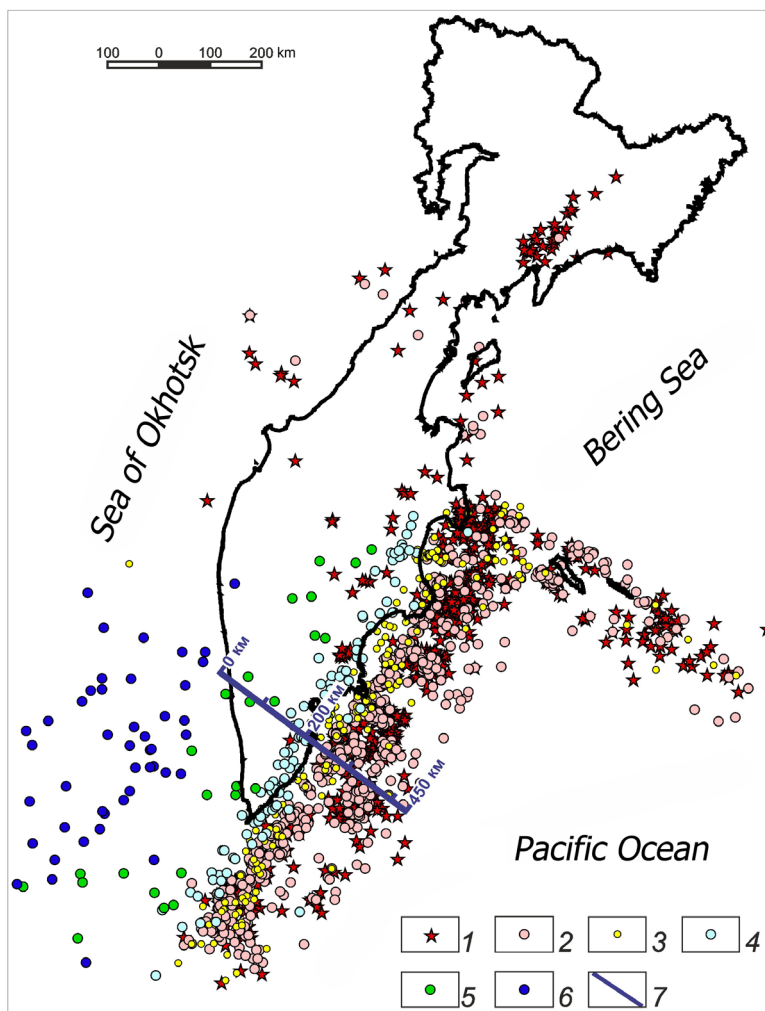 100 0 100 200 km
Sea of Okhotsk
Bering Sea
0 км
200 км
450 км
Pacific Ocean
1 2 3 4
5 6 7